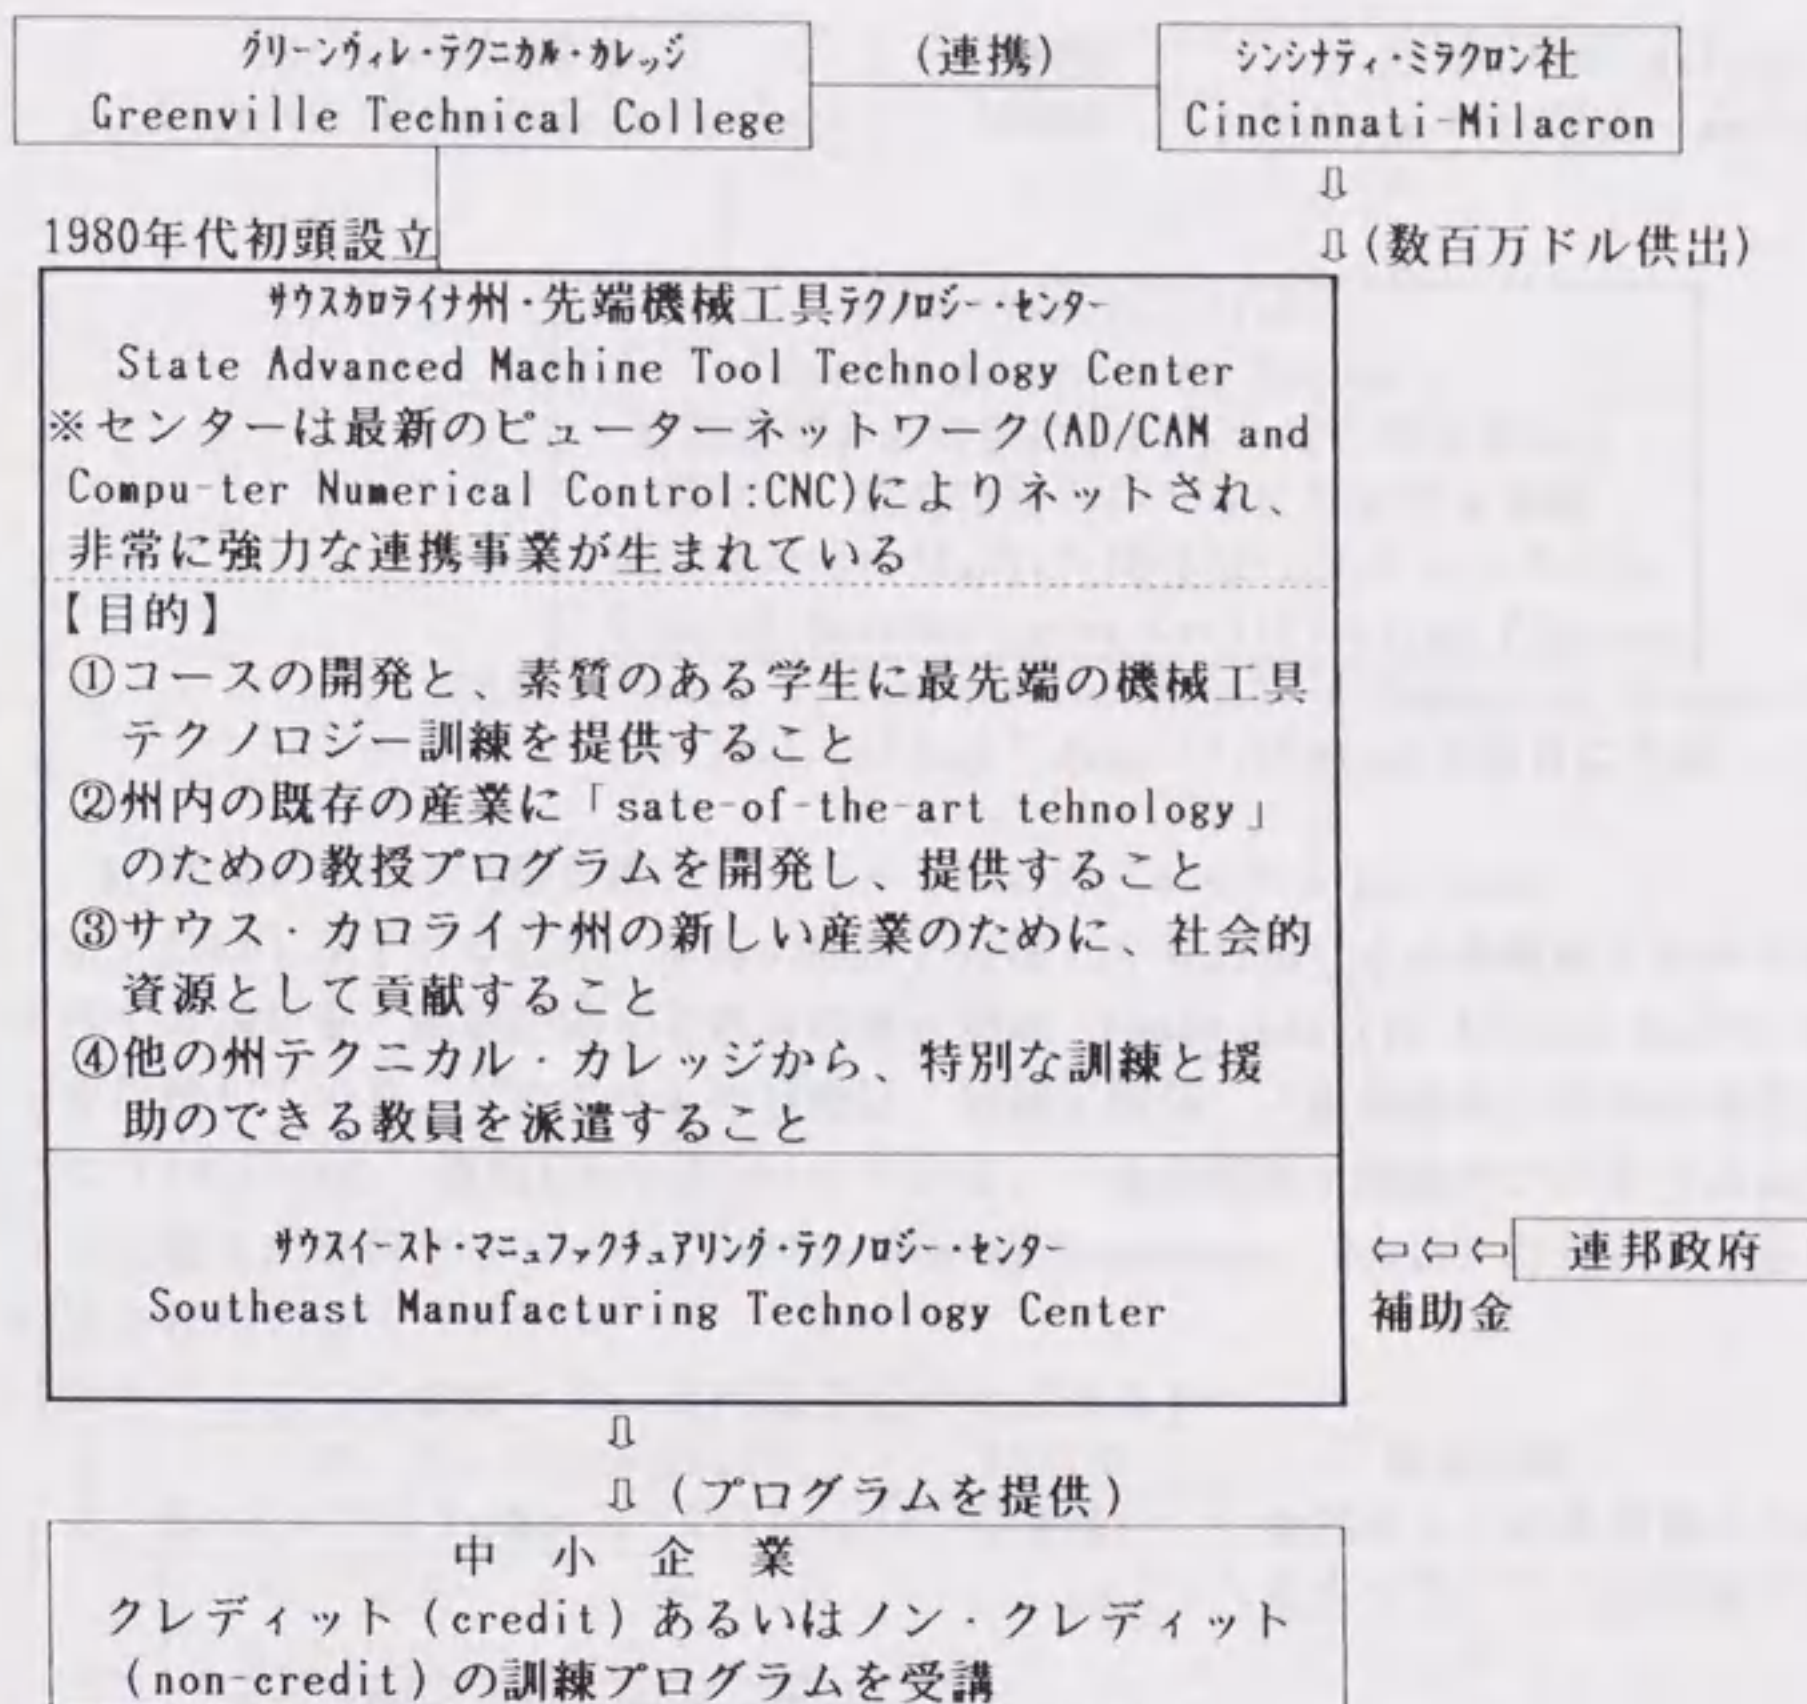 グリーンヴィレ・テクニカル・カレッジ
Greenville Technical College
(連携)
シンシナティ・ミラクロン社
Cincinnati-Milacron
⇩
1980年代初頭設立
⇩(数百万ドル供出)
サウスカロライナ州・先端機械工具テクノロジー・センター
State Advanced Machine Tool Technology Center
※センターは最新のピューターネットワーク(AD/CAM and
Compu-ter Numerical Control:CNC)によりネットされ、
非常に強力な連携事業が生まれている
【目的】
①コースの開発と、素質のある学生に最先端の機械工具
テクノロジー訓練を提供すること
②州内の既存の産業に「sate-of-the-art tehnology」
のための教授プログラムを開発し、提供すること
③サウス・カロライナ州の新しい産業のために、社会的
資源として貢献すること
④他の州テクニカル・カレッジから、特別な訓練と援
助のできる教員を派遣すること
サウスイースト・マニュファクチュアリング・テクノロジー・センター
Southeast Manufacturing Technology Center
⇦⇦⇦ 連邦政府
補助金
⇩
⇩(プログラムを提供)
中小企業
クレディット(credit)あるいはノン・クレディット
(non-credit)の訓練プログラムを受講